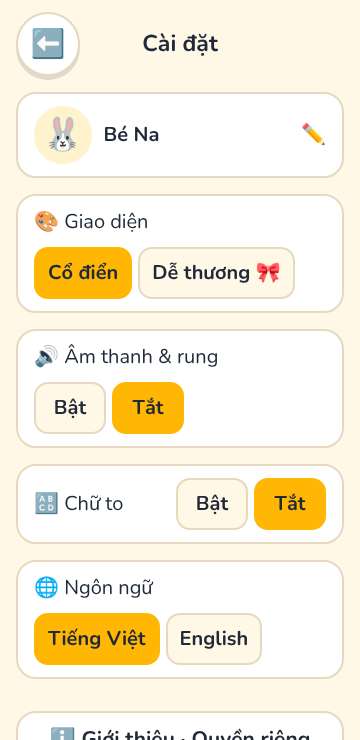 Cài đặt
Bé Na
Giao diện
Cổ điển
Dễ thương
Âm thanh & rung
Bật
Tắt
Chữ to
Bật
Tắt
Ngôn ngữ
Tiếng Việt
English
Giới thiệu · Quyền riêng